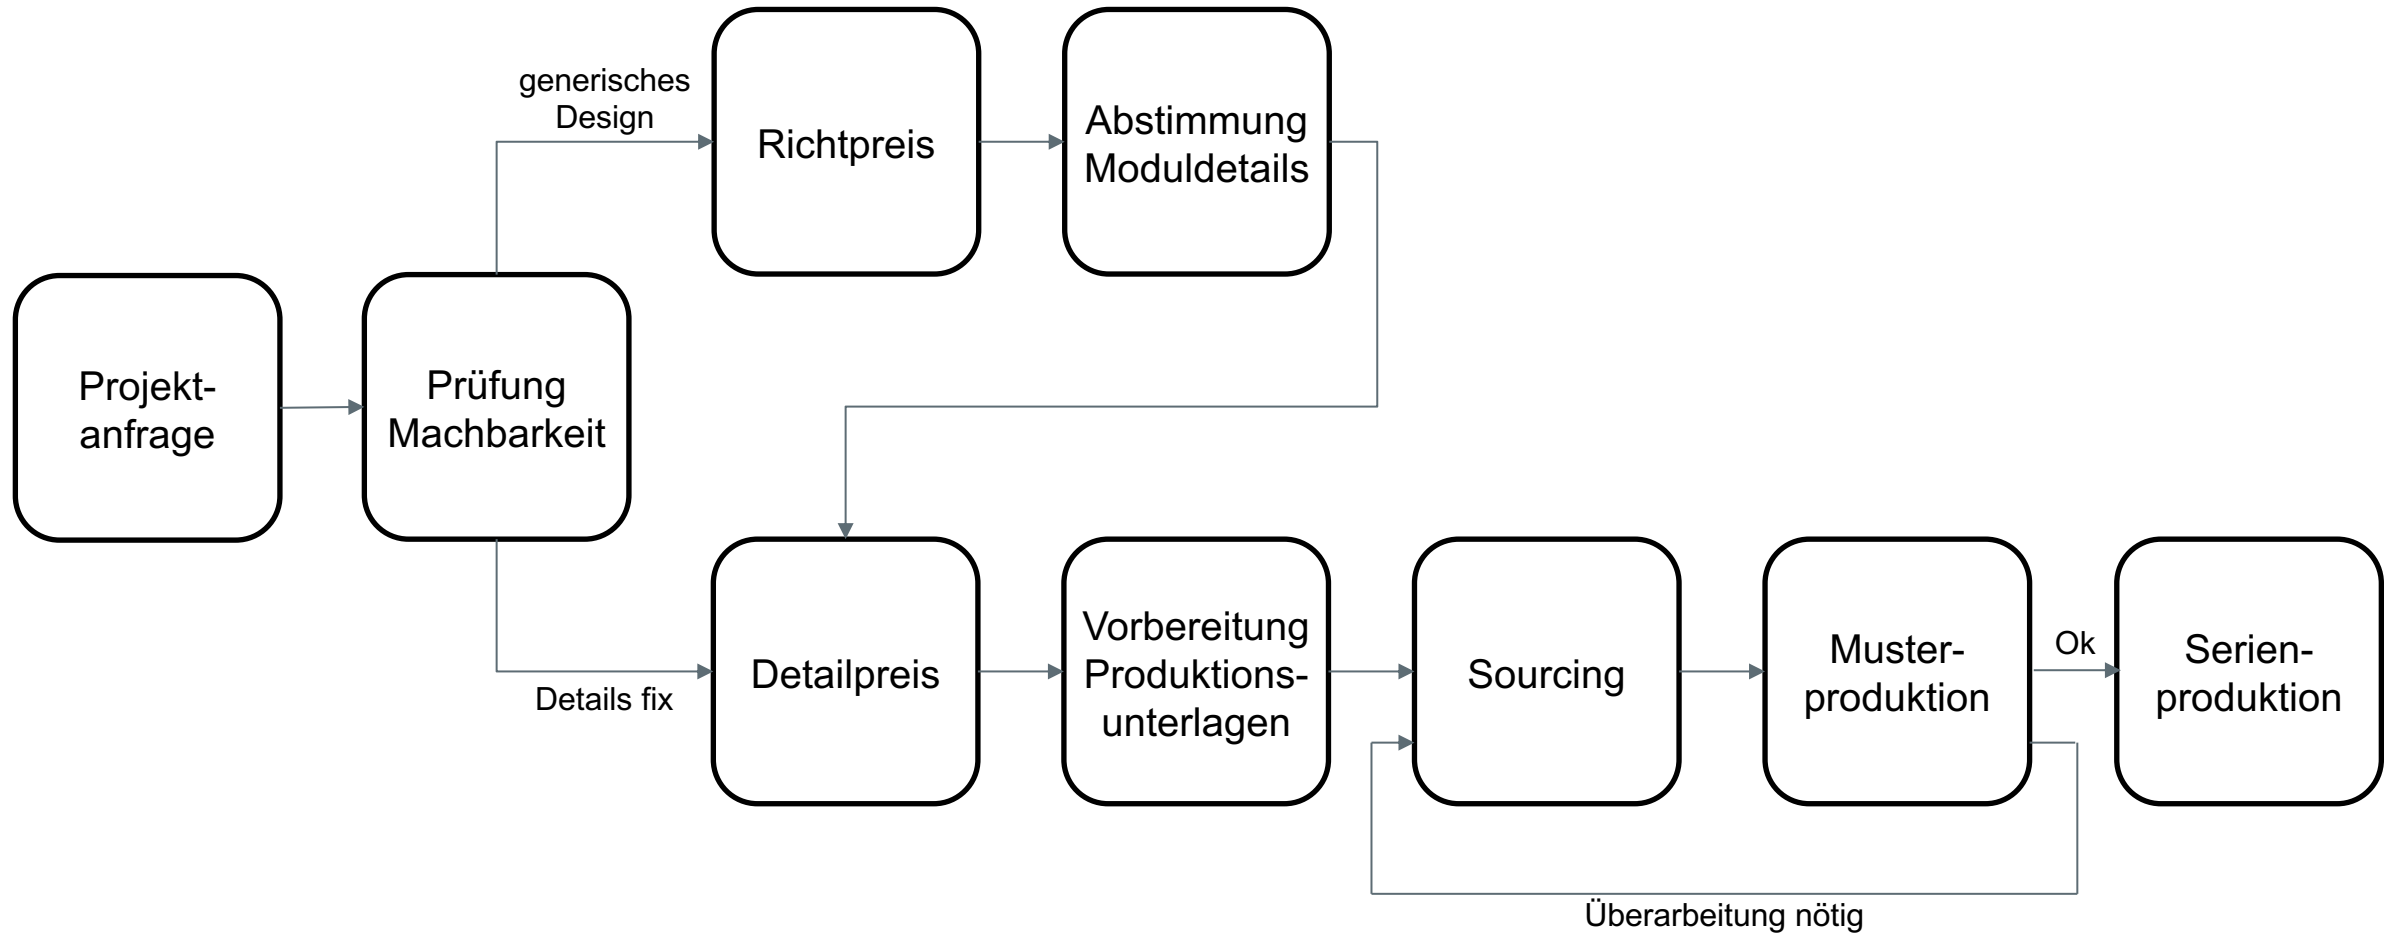 generisches
Design
Richtpreis
Abstimmung
Moduldetails
Projekt-
anfrage
Prüfung
Machbarkeit
Details fix
Detailpreis
Vorbereitung
Produktions-
unterlagen
Sourcing
Muster-
produktion
Ok
Serien-
produktion
Überarbeitung nötig